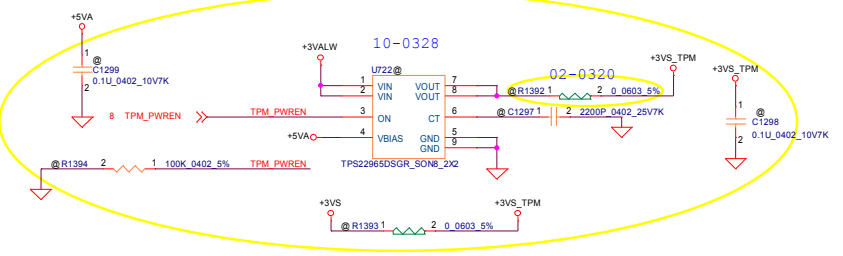 +5VA
1
@
C1299
0.1U_0402_10V7K
2
10-0328
+3VALW
U722@
1 VIN
2 VIN
3 ON
4 VBIAS
VOUT 7
VOUT 8
CT 6
GND 5
GND 9
TPS22965DSGR_SON8_2X2
+5VA
8 TPM_PWREN
TPM_PWREN
02-0320
@ R1392 1 2 0_0603_5%
+3VS_TPM
@ C1297 1 2 2200P_0402_25V7K
+3VS_TPM
1
@
C1298
0.1U_0402_10V7K
2
@ R1394 2 1 100K_0402_5% TPM_PWREN
+3VS +3VS_TPM
@ R1393 1 2 0_0603_5%